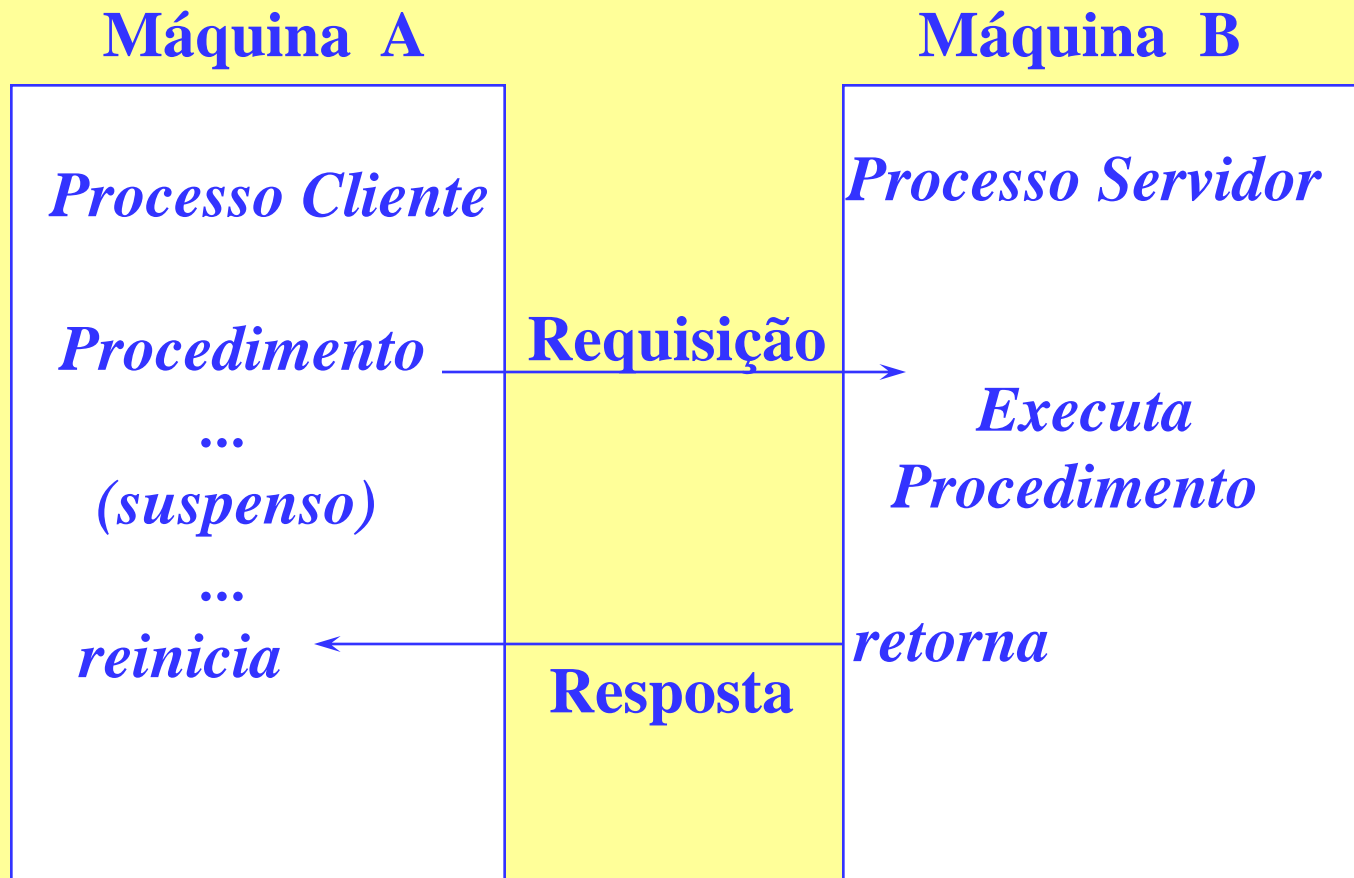 Máquina A
Processo Cliente
Procedimento
...
(suspenso)
...
reinicia
Requisição
Resposta
Máquina B
Processo Servidor
Executa
Procedimento
retorna